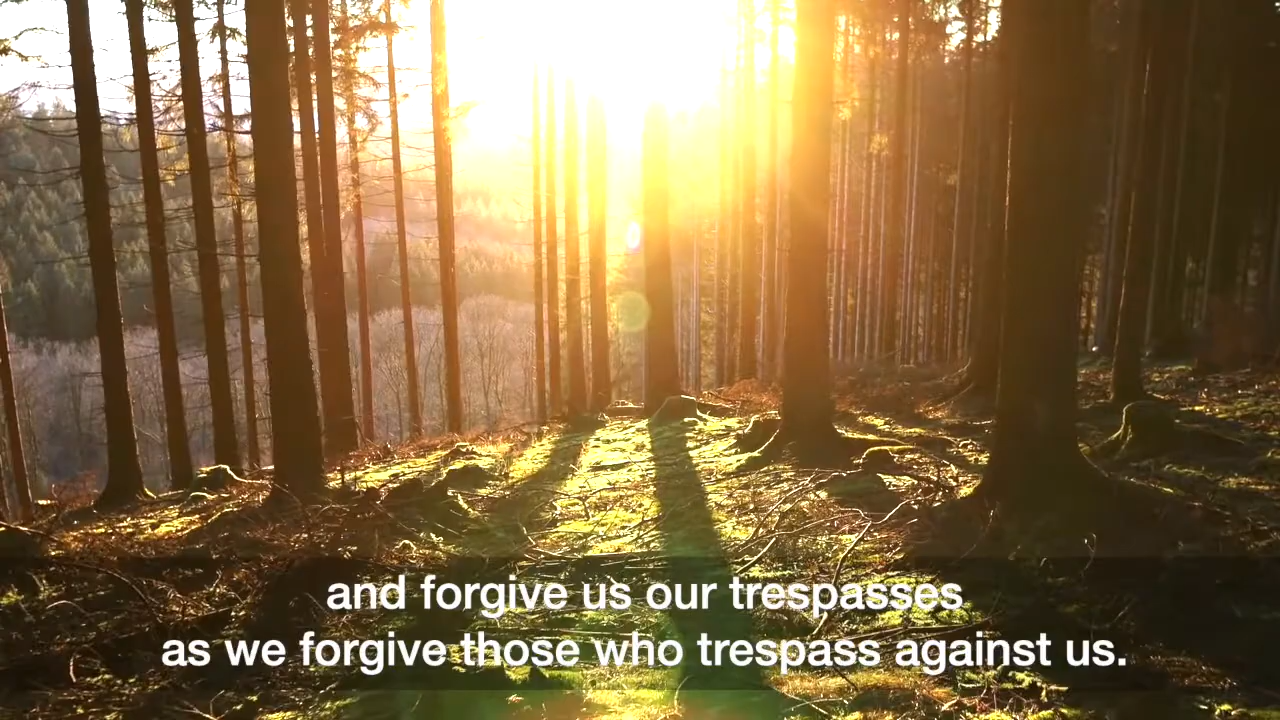 and forgive us our trespasses
as we forgive those who trespass against us.